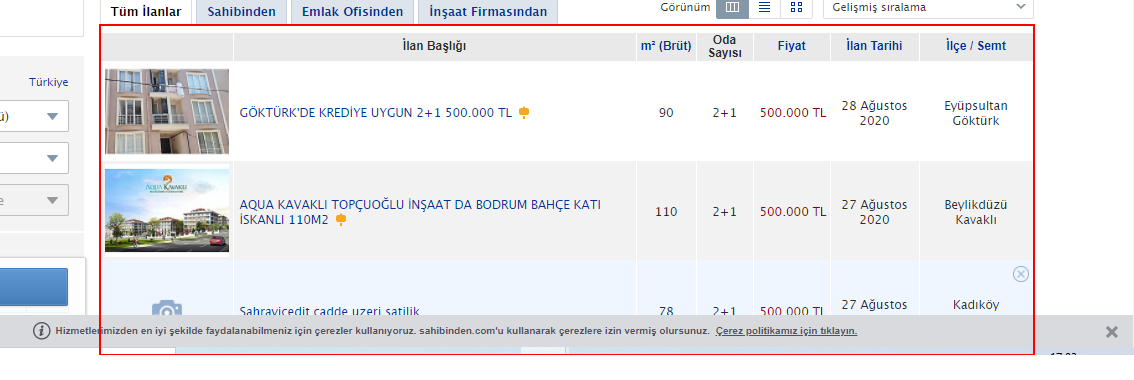 Tüm İlanlar
Sahibinden
Emlak Ofisinden
İnşaat Firmasından
Görünüm
Gelişmiş sıralama
İlan Başlığı
m² (Brüt)
Oda
Sayısı
Fiyat
İlan Tarihi
İlçe / Semt
Türkiye
GÖKTÜRK'DE KREDİYE UYGUN 2+1 500.000 TL
90
2+1
500.000 TL
28 Ağustos
2020
Eyüpsultan
Göktürk
AQUA KAVAKLI
AQUA KAVAKLI TOPÇUOĞLU İNŞAAT DA BODRUM BAHÇE KATI
İSKANLI 110M2
110
2+1
500.000 TL
27 Ağustos
2020
Beylikdüzü
Kavaklı
Sahrayicedit cadde uzeri satilik
78
2+1
500.000 TL
27 Ağustos
Kadıköy
Hizmetlerimizden en iyi şekilde faydalanabilmeniz için çerezler kullanıyoruz. sahibinden.com'u kullanarak çerezlere izin vermiş olursunuz. Çerez politikamız için tıklayın.